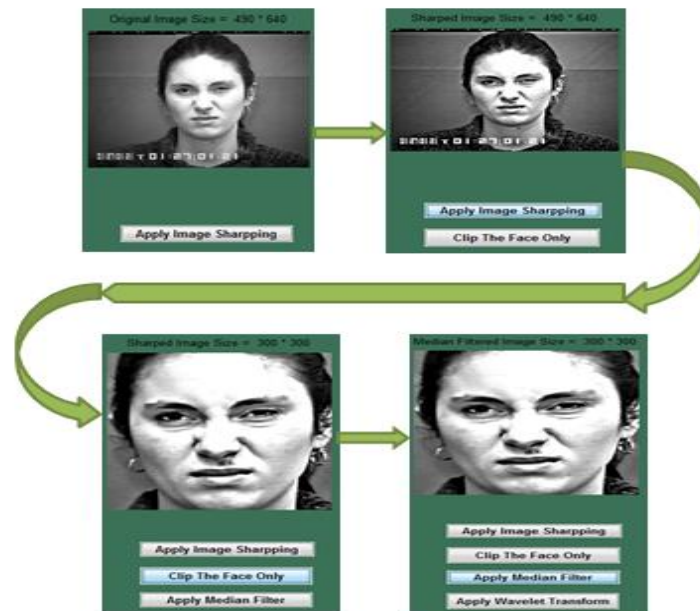 Original Image Size = 490 * 640
Apply Image Sharpping
Sharped Image Size = 490 * 640
Apply Image Sharpping
Clip The Face Only
Sharped Image Size = 300 * 300
Apply Image Sharpping
Clip The Face Only
Apply Median Filter
Median Filtered Image Size = 300 * 300
Apply Image Sharpping
Clip The Face Only
Apply Median Filter
Apply Wavelet Transform